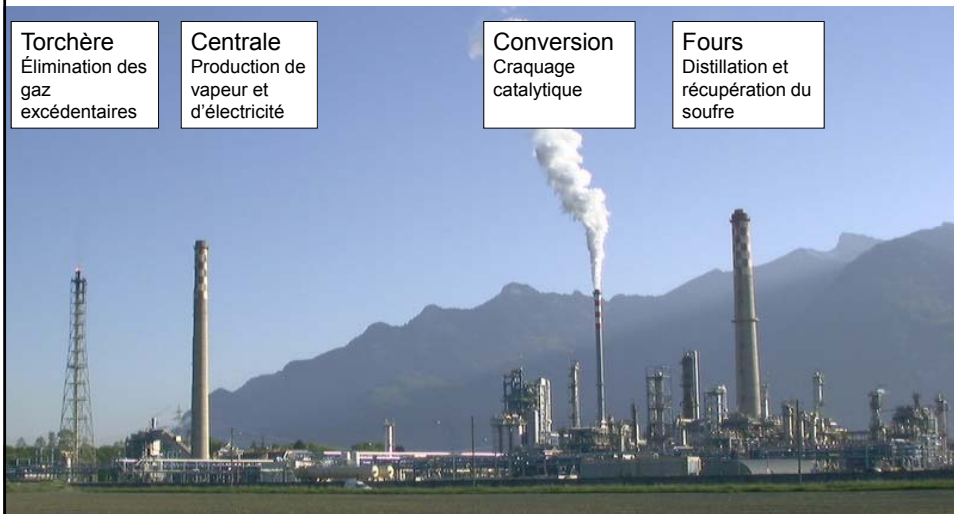 Torchère
Élimination des
gaz
excédentaires
Centrale
Production de
vapeur et
d’électricité
Conversion
Craquage
catalytique
Fours
Distillation et
récupération du
soufre